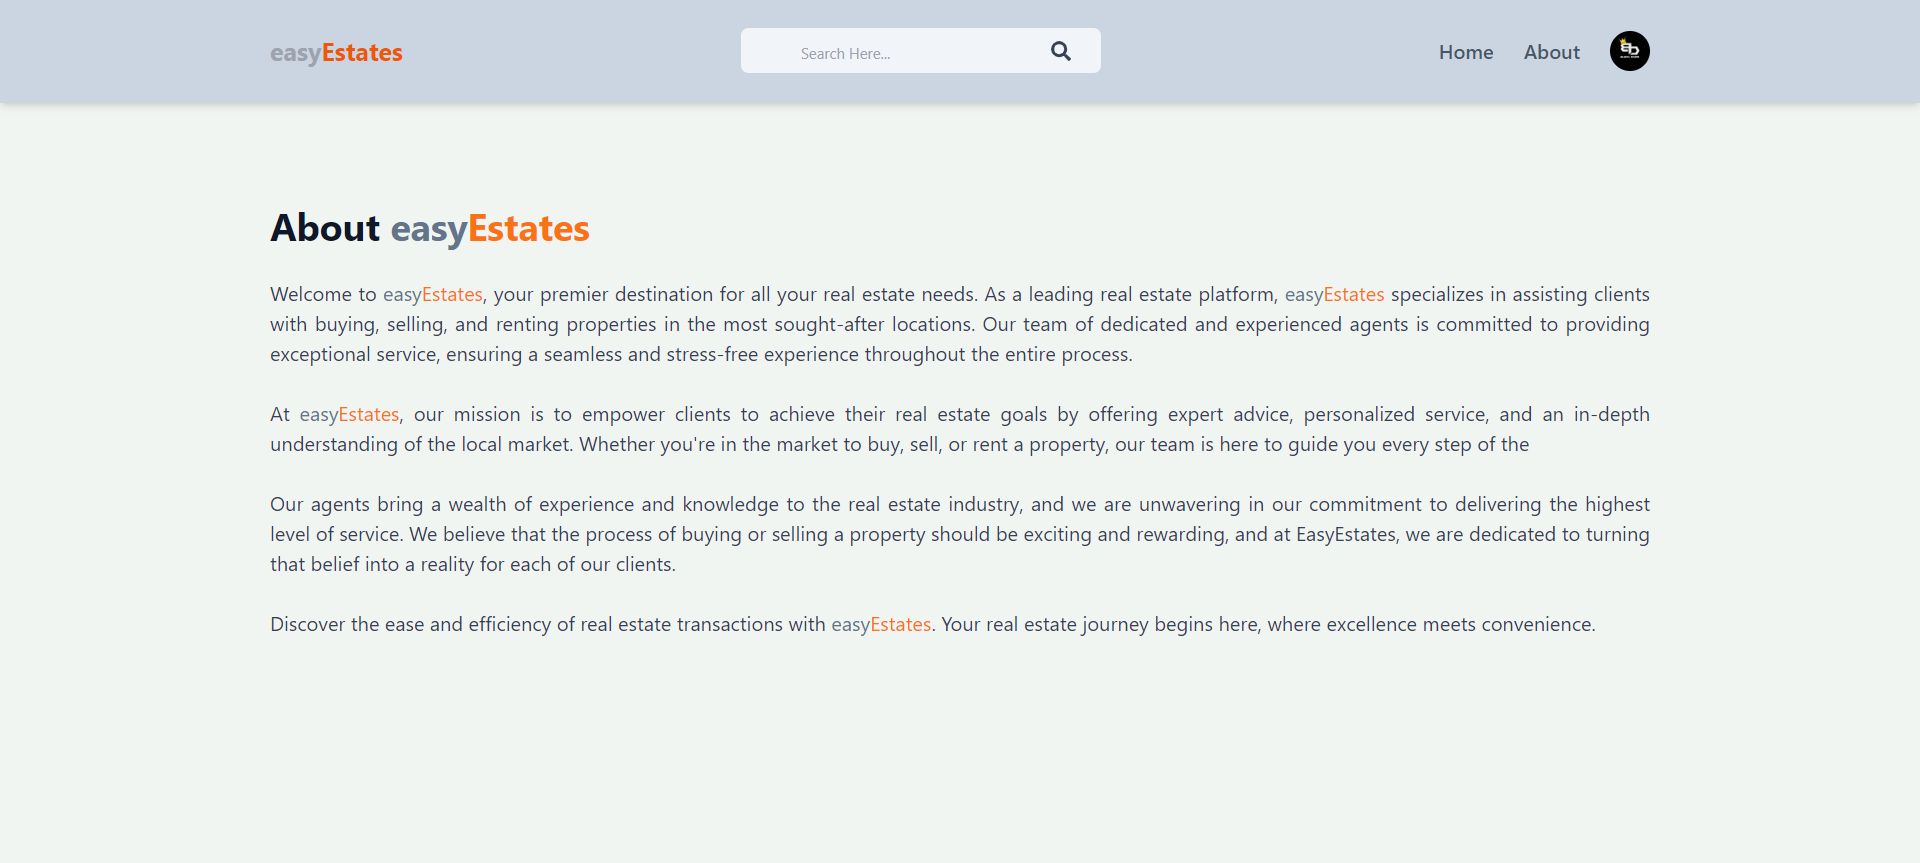 easyEstates
Search Here...
Home
About
About easyEstates
Welcome to easyEstates, your premier destination for all your real estate needs. As a leading real estate platform, easyEstates specializes in assisting clients
with buying, selling, and renting properties in the most sought-after locations. Our team of dedicated and experienced agents is committed to providing
exceptional service, ensuring a seamless and stress-free experience throughout the entire process.
At easyEstates, our mission is to empower clients to achieve their real estate goals by offering expert advice, personalized service, and an in-depth
understanding of the local market. Whether you're in the market to buy, sell, or rent a property, our team is here to guide you every step of the
Our agents bring a wealth of experience and knowledge to the real estate industry, and we are unwavering in our commitment to delivering the highest
level of service. We believe that the process of buying or selling a property should be exciting and rewarding, and at EasyEstates, we are dedicated to turning
that belief into a reality for each of our clients.
Discover the ease and efficiency of real estate transactions with easyEstates. Your real estate journey begins here, where excellence meets convenience.